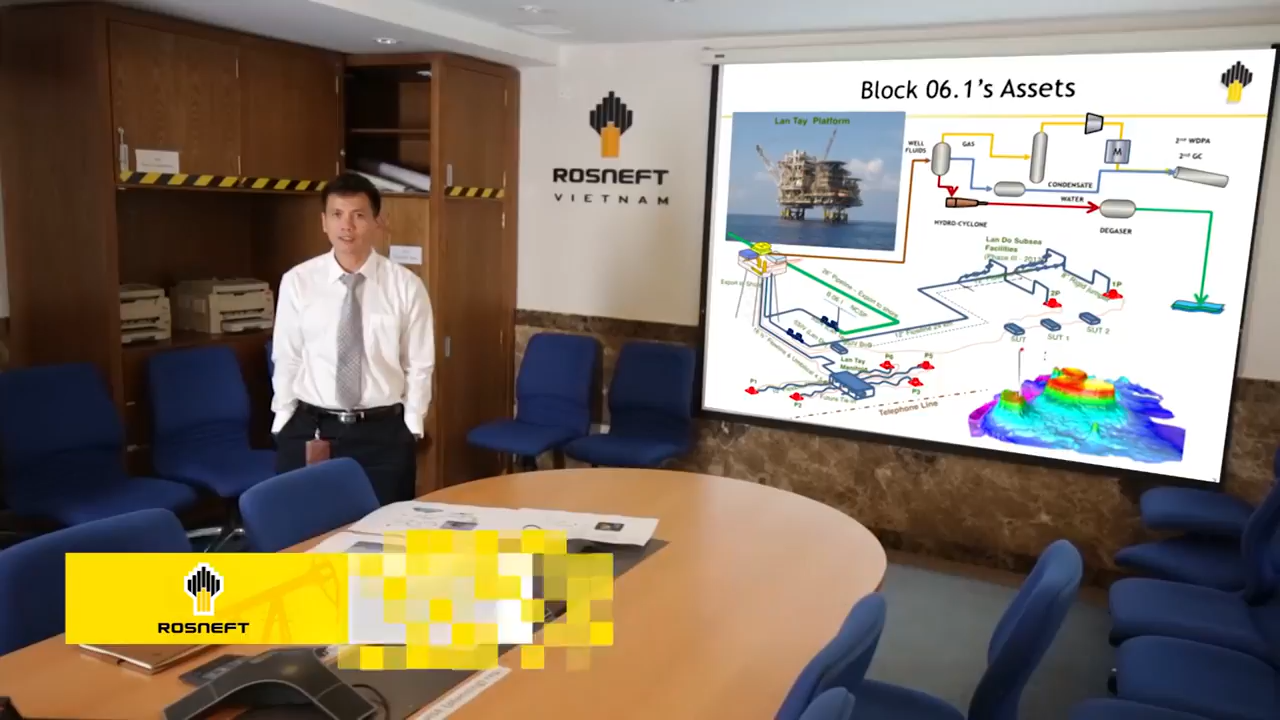 ROSNEFT
VIETNAM
Block 06.1's Assets
Lan Tay Platform
WELL
FLUIDS
GAS
M
2ND WDPA
2ND GC
CONDENSATE
WATER
HYDRO-CYCLONE
DEGASER
Lan Do Subsea
Facilities
1P
2P
SUT
SUT 1
SUT 2
Lan Tay
P6
P5
P1
P3
P2
Telephone Line
ROSNEFT